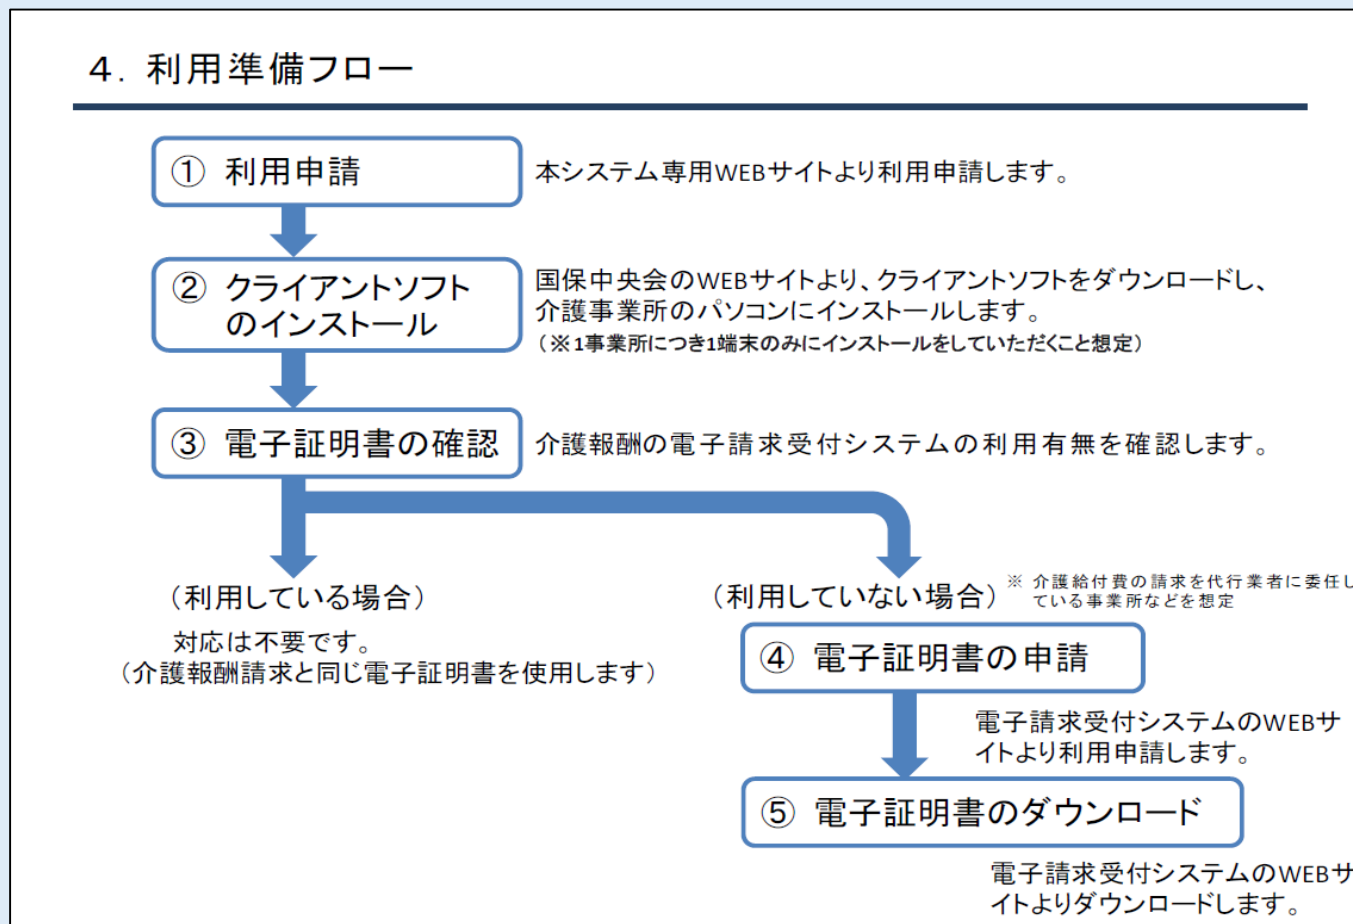 ４．利用準備フロー
① 利用申請
本システム専用WEBサイトより利用申請します。
② クライアントソフト
のインストール
国保中央会のWEBサイトより、クライアントソフトをダウンロードし、
介護事業所のパソコンにインストールします。
（※1事業所につき1端末のみにインストールをしていただくこと想定）
③ 電子証明書の確認
介護報酬の電子請求受付システムの利用有無を確認します。
（利用している場合）
対応は不要です。
（介護報酬請求と同じ電子証明書を使用します）
（利用していない場合）
※ 介護給付費の請求を代行業者に委任し
ている事業所などを想定
④ 電子証明書の申請
電子請求受付システムのWEBサ
イトより利用申請します。
⑤ 電子証明書のダウンロード
電子請求受付システムのWEBサ
イトよりダウンロードします。